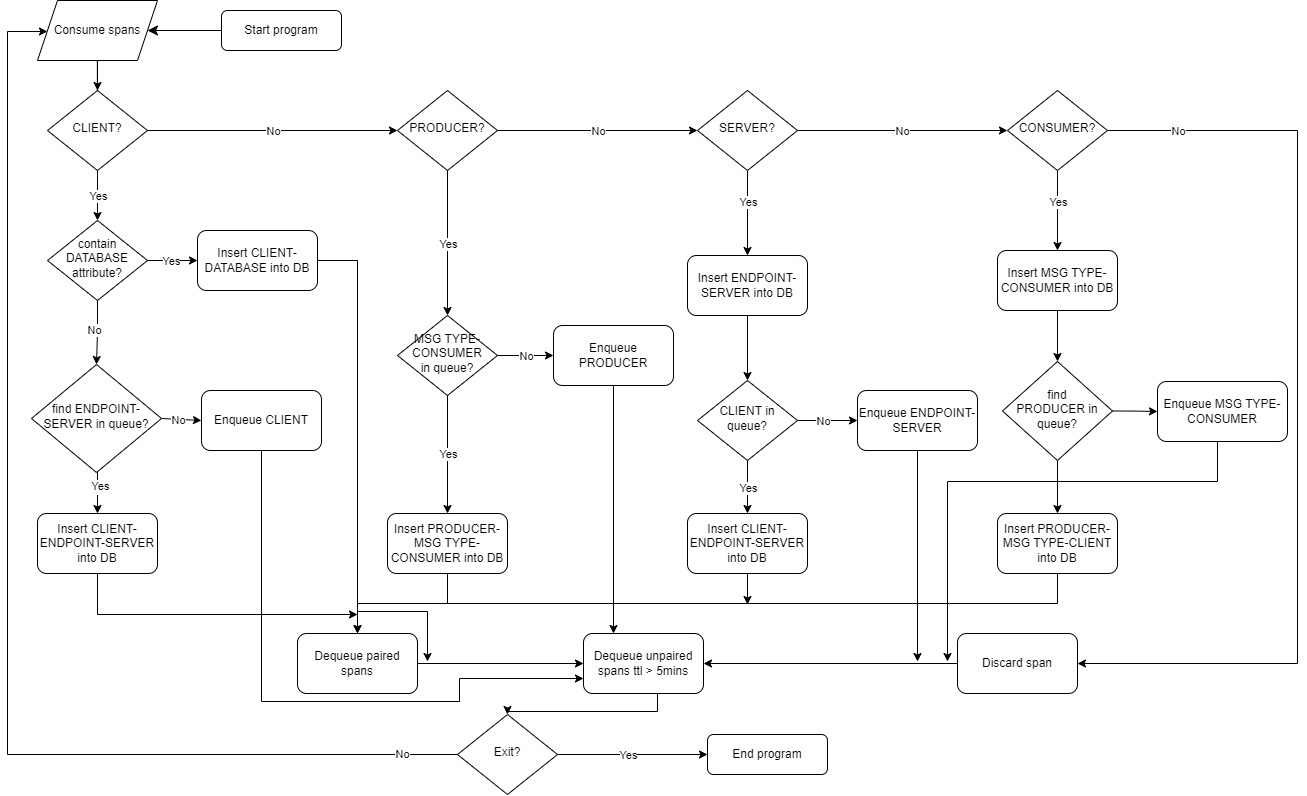 Consume spans
Start program
CLIENT?
No
PRODUCER?
No
SERVER?
No
CONSUMER?
No
Yes
Yes
Yes
Yes
contain
DATABASE
attribute?
Yes
Insert CLIENT-
DATABASE into DB
Insert ENDPOINT-
SERVER into DB
Insert MSG TYPE-
CONSUMER into DB
No
MSG TYPE-
CONSUMER
in queue?
No
Enqueue
PRODUCER
find ENDPOINT-
SERVER in queue?
No
Enqueue CLIENT
CLIENT in
queue?
No
Enqueue ENDPOINT-
SERVER
find
PRODUCER in
queue?
Enqueue MSG TYPE-
CONSUMER
Yes
Yes
Yes
Insert CLIENT-
ENDPOINT-SERVER
into DB
Insert PRODUCER-
MSG TYPE-
CONSUMER into DB
Insert CLIENT-
ENDPOINT-SERVER
into DB
Insert PRODUCER-
MSG TYPE-CLIENT
into DB
Dequeue paired
spans
Dequeue unpaired
spans ttl > 5mins
Discard span
No
Exit?
Yes
End program